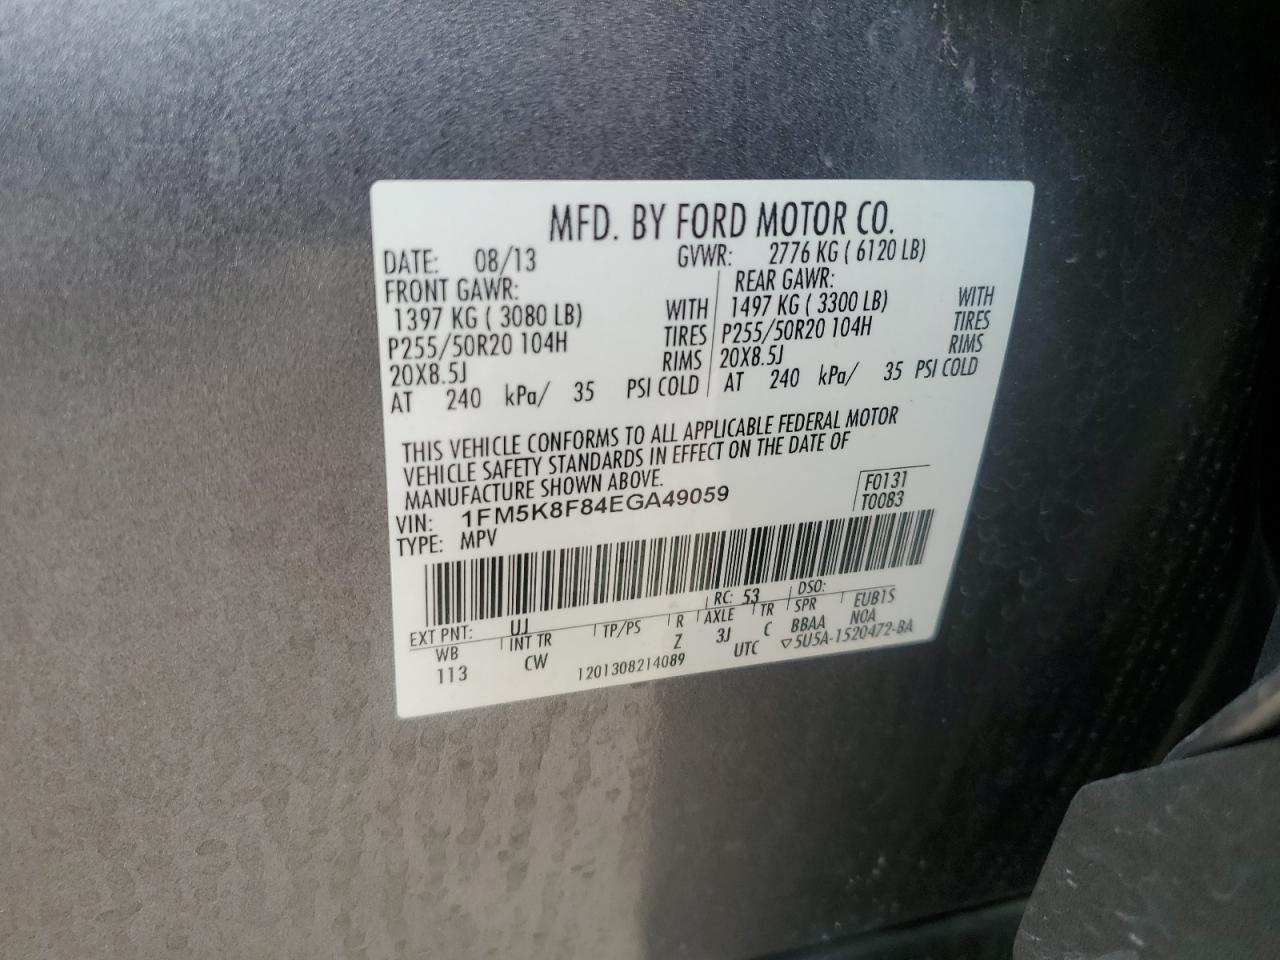 MFD. BY FORD MOTOR CO.
DATE: 08/13 GVWR: 2776 KG ( 6120 LB)
FRONT GAWR: REAR GAWR:
1397 KG ( 3080 LB) WITH 1497 KG ( 3300 LB) WITH
P255/50R20 104H TIRES P255/50R20 104H TIRES
20X8.5J RIMS 20X8.5J RIMS
AT 240 kPa/ 35 PSI COLD AT 240 kPa/ 35 PSI COLD
THIS VEHICLE CONFORMS TO ALL APPLICABLE FEDERAL MOTOR
VEHICLE SAFETY STANDARDS IN EFFECT ON THE DATE OF
MANUFACTURE SHOWN ABOVE.
VIN: 1FM5K8F84EGA49059 F0131
TYPE: MPV T0083
EXT PNT: UJ RC: 53 DSO:
WB INT TR TP/PS R AXLE TR SPR EUB1S
113 CW Z 3J C BBAA N0A
1201308214089 UTC ▽5U5A-1520472-BA